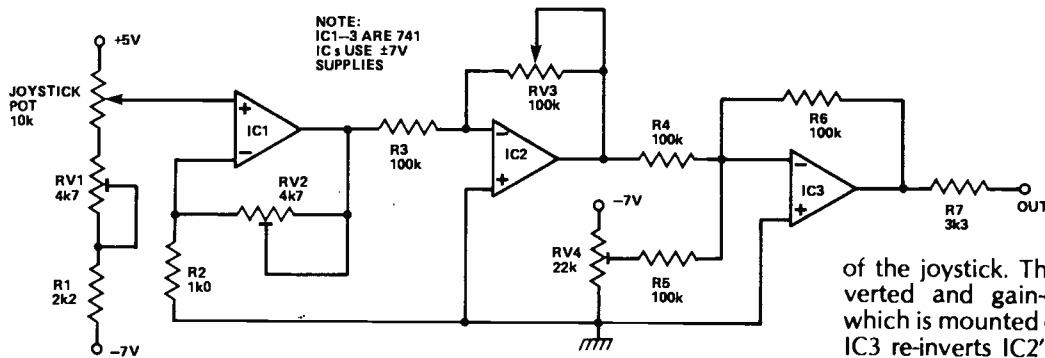 NOTE:
IC1–3 ARE 741
ICs USE ±7V
SUPPLIES
+5V
JOYSTICK
POT
10k
RV1
4k7
R1
2k2
−7V
+
−
IC1
RV2
4k7
R2
1k0
R3
100k
RV3
100k
−
+
IC2
R4
100k
−7V
RV4
22k
R5
100k
R6
100k
−
+
IC3
R7
3k3
OUT
of the joystick. Th
verted and gain-
which is mounted
IC3 re-inverts IC2'